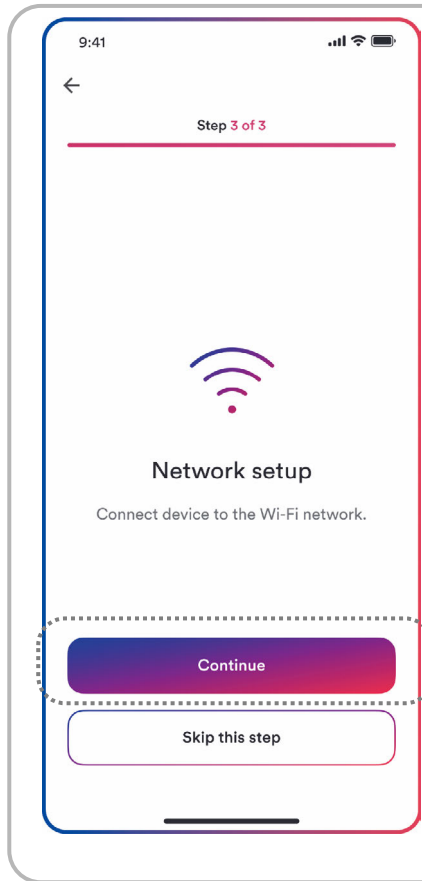 9:41
Step 3 of 3
Network setup
Connect device to the Wi-Fi network.
Continue
Skip this step